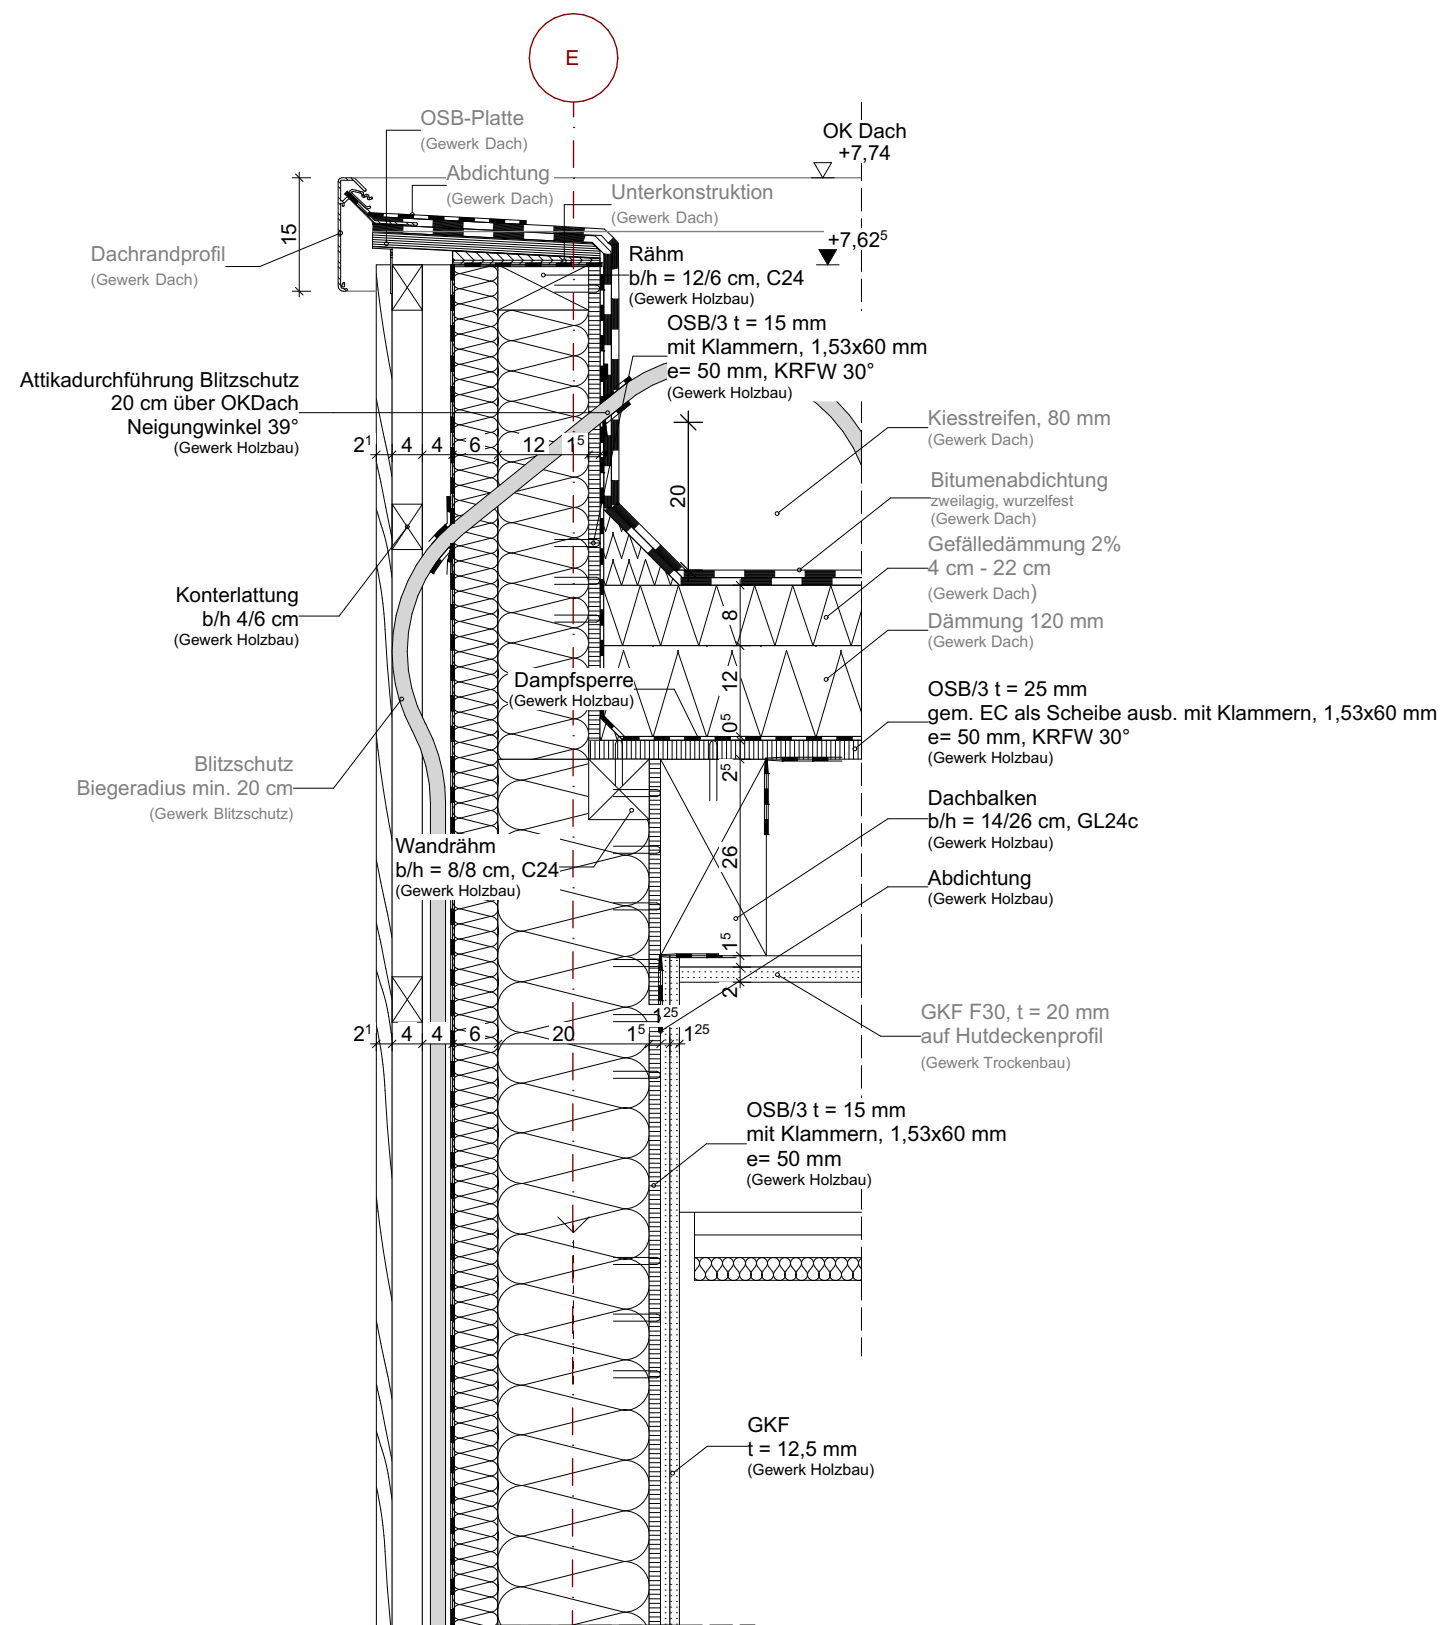 E
OSB-Platte
(Gewerk Dach)
OK Dach
+7,74
Abdichtung
(Gewerk Dach)
Unterkonstruktion
(Gewerk Dach)
15
Dachrandprofil
(Gewerk Dach)
+7,62⁵
Rähm
b/h = 12/6 cm, C24
(Gewerk Holzbau)
OSB/3 t = 15 mm
mit Klammern, 1,53x60 mm
e= 50 mm, KRFW 30°
(Gewerk Holzbau)
Attikadurchführung Blitzschutz
20 cm über OKDach
Neigungwinkel 39°
(Gewerk Holzbau)
2¹ 4 4 6 12 1⁵
Kiesstreifen, 80 mm
(Gewerk Dach)
20
Bitumenabdichtung
zweilagig, wurzelfest
(Gewerk Dach)
Gefälledämmung 2%
4 cm - 22 cm
(Gewerk Dach)
Konterlattung
b/h 4/6 cm
(Gewerk Holzbau)
8
Dämmung 120 mm
(Gewerk Dach)
12
Dampfsperre
(Gewerk Holzbau)
0⁵
OSB/3 t = 25 mm
gem. EC als Scheibe ausb. mit Klammern, 1,53x60 mm
e= 50 mm, KRFW 30°
(Gewerk Holzbau)
2⁵
Blitzschutz
Biegeradius min. 20 cm
(Gewerk Blitzschutz)
Dachbalken
b/h = 14/26 cm, GL24c
(Gewerk Holzbau)
Wandrähm
b/h = 8/8 cm, C24
(Gewerk Holzbau)
26
Abdichtung
(Gewerk Holzbau)
1⁵
2
GKF F30, t = 20 mm
auf Hutdeckenprofil
(Gewerk Trockenbau)
1²⁵
2¹ 4 4 6 20 1⁵ 1²⁵
OSB/3 t = 15 mm
mit Klammern, 1,53x60 mm
e= 50 mm
(Gewerk Holzbau)
GKF
t = 12,5 mm
(Gewerk Holzbau)